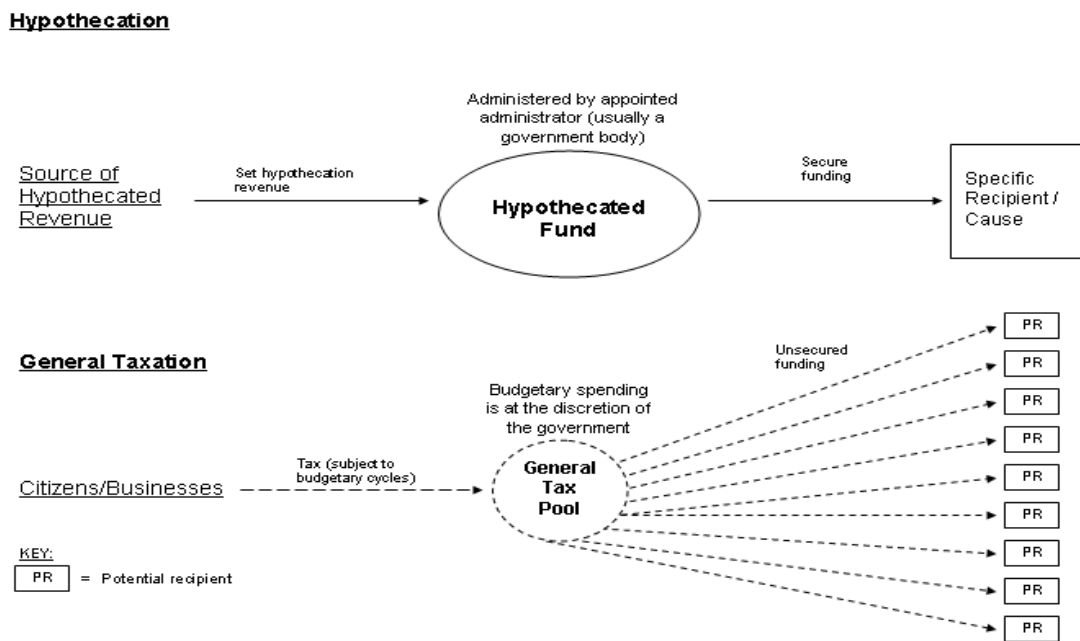 Hypothecation
Administered by appointed
administrator (usually a
government body)
Source of
Hypothecated
Revenue
Set hypothecation
revenue
Hypothecated
Fund
Secure
funding
Specific
Recipient /
Cause
General Taxation
Budgetary spending
is at the discretion of
the government
Unsecured
funding
Citizens/Businesses
Tax (subject to
budgetary cycles)
General
Tax
Pool
PR
PR
PR
PR
PR
PR
PR
PR
PR
KEY:
PR = Potential recipient